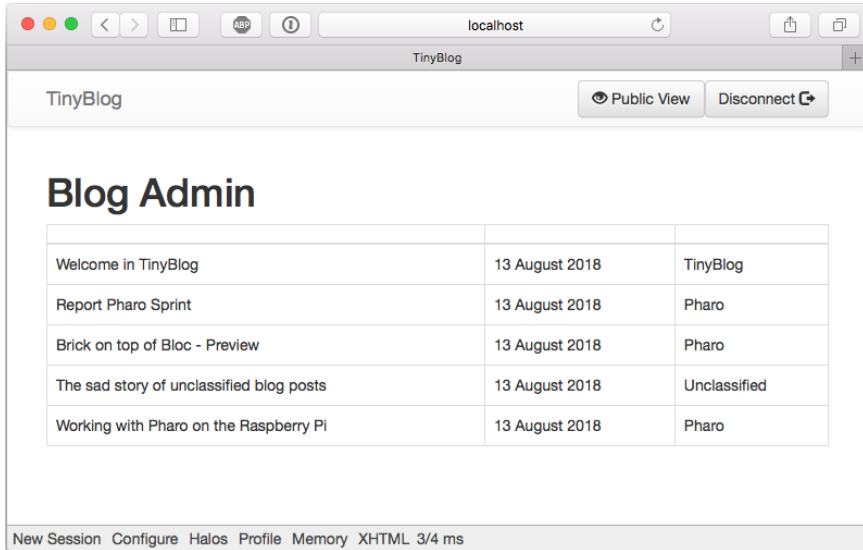 ABP
localhost
TinyBlog
TinyBlog Public View Disconnect
Blog Admin
Welcome in TinyBlog 13 August 2018 TinyBlog
Report Pharo Sprint 13 August 2018 Pharo
Brick on top of Bloc - Preview 13 August 2018 Pharo
The sad story of unclassified blog posts 13 August 2018 Unclassified
Working with Pharo on the Raspberry Pi 13 August 2018 Pharo
New Session Configure Halos Profile Memory XHTML 3/4 ms